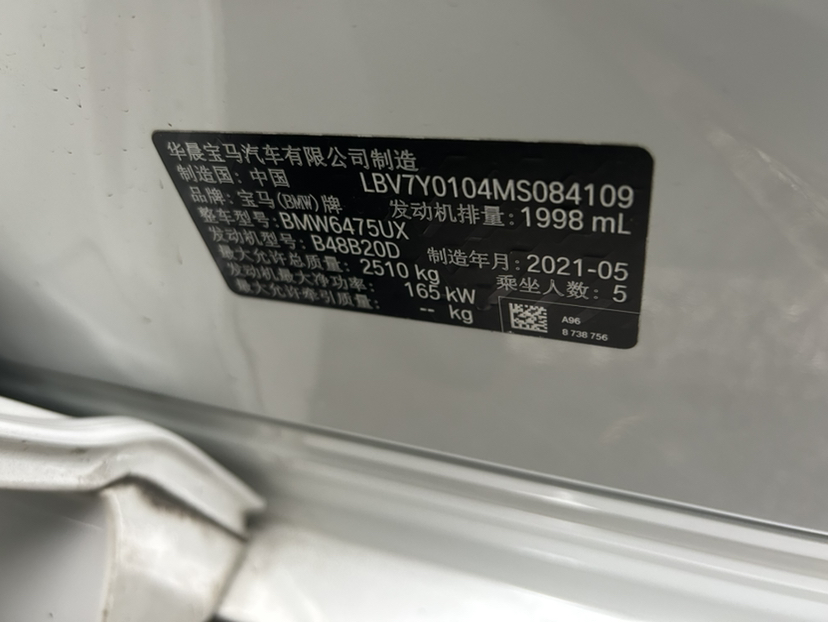 华晨宝马汽车有限公司制造
制造国: 中国 LBV7Y0104MS084109
品牌: 宝马(BMW)牌 发动机排量: 1998 mL
整车型号: BMW6475UX
发动机型号: B48B20D 制造年月: 2021-05
最大允许总质量: 2510 kg 乘坐人数: 5
发动机最大净功率: 165 kW
最大允许牵引质量: -- kg
A96
8 738 756